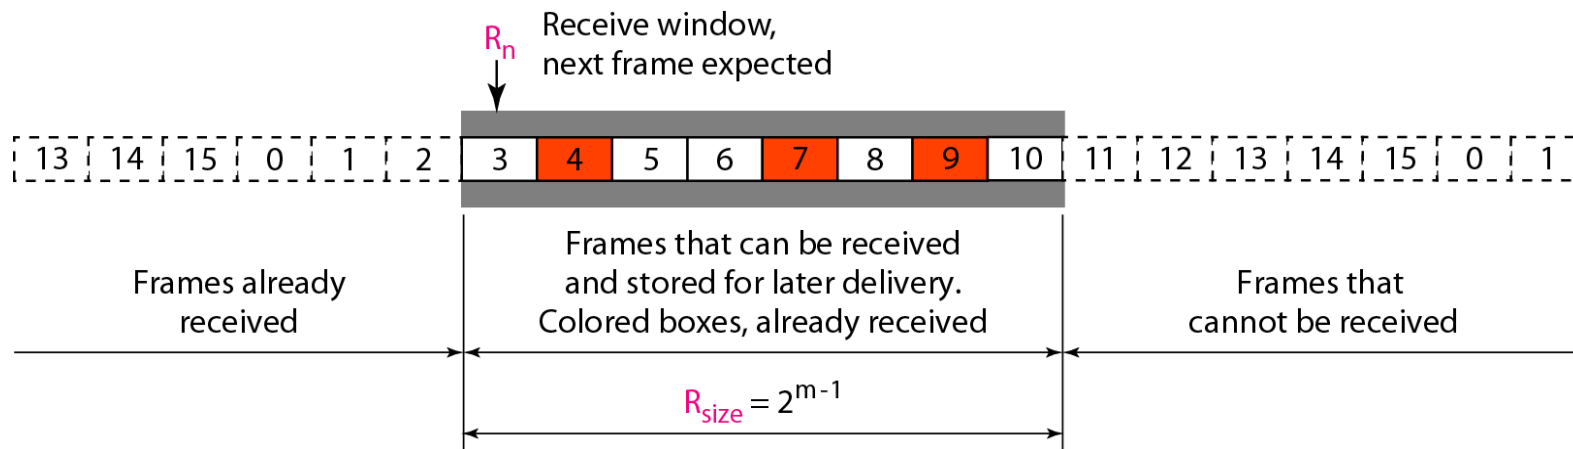 Rn
Receive window,
next frame expected
13 14 15 0 1 2 3 4 5 6 7 8 9 10 11 12 13 14 15 0 1
Frames already
received
Frames that can be received
and stored for later delivery.
Colored boxes, already received
Frames that
cannot be received
Rsize = 2^m-1